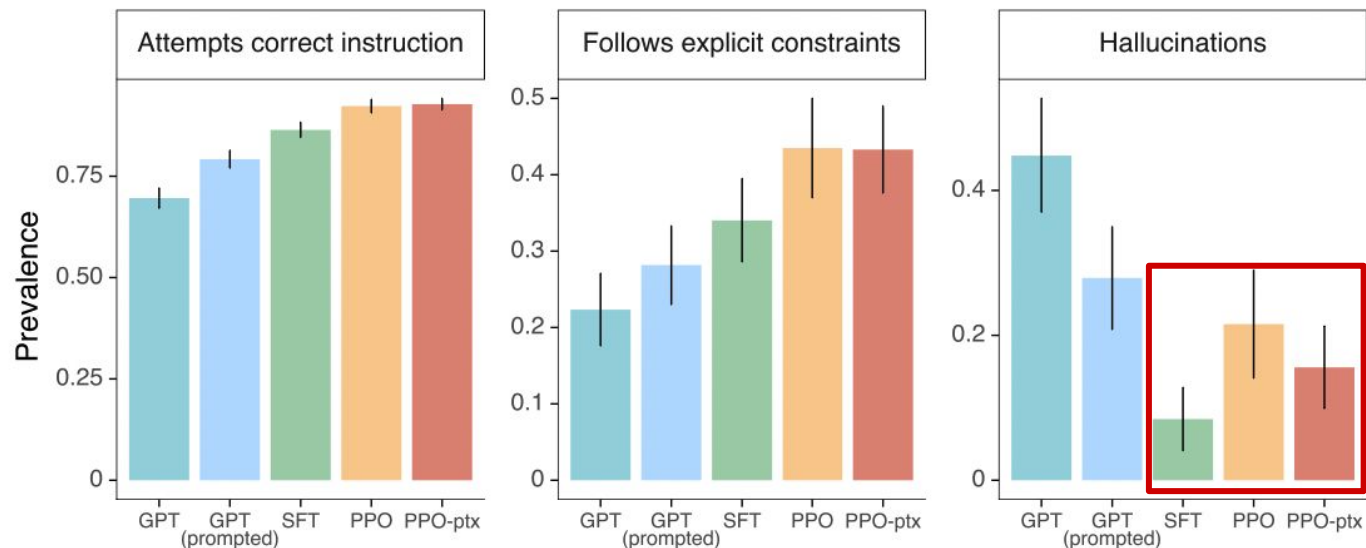 Attempts correct instruction
Follows explicit constraints
Hallucinations
Prevalence
0.75
0.50
0.25
0
GPT
GPT
(prompted)
SFT
PPO
PPO-ptx
0.5
0.4
0.3
0.2
0.1
0
GPT
GPT
(prompted)
SFT
PPO
PPO-ptx
0.4
0.2
0
GPT
GPT
(prompted)
SFT
PPO
PPO-ptx